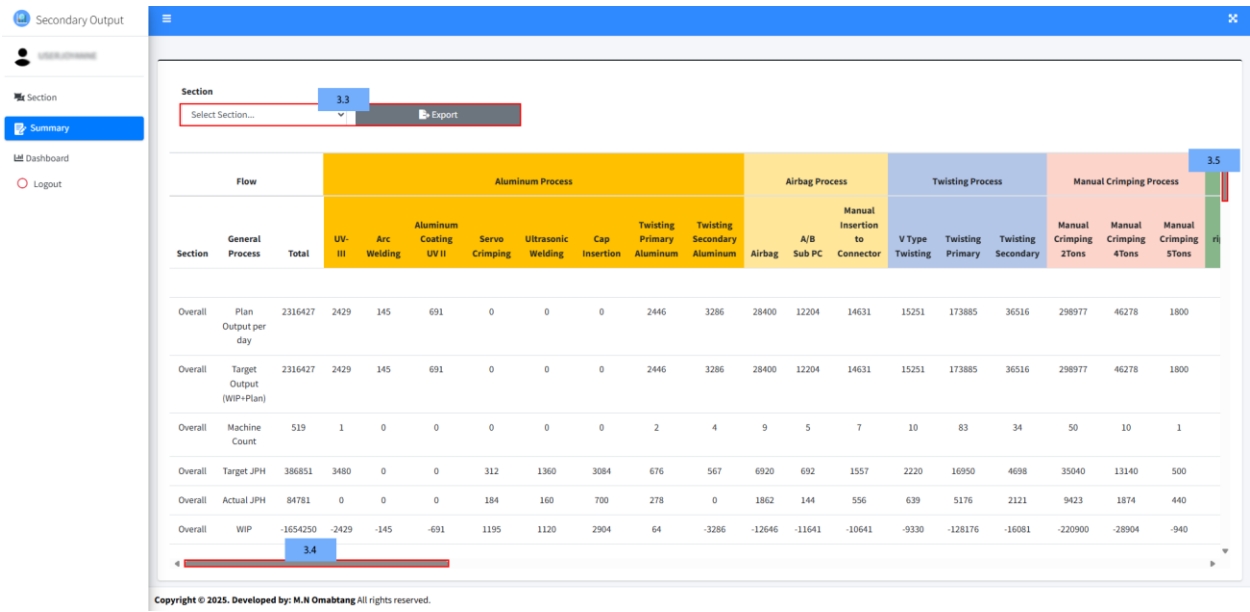 Secondary Output
Section
Summary
Dashboard
Logout
Section
3.3
Select Section...
Export
3.5
Flow Aluminum Process Airbag Process Twisting Process Manual Crimping Process
Section General Process Total UV-III Arc Welding Aluminum Coating UV II Servo Crimping Ultrasonic Welding Cap Insertion Twisting Primary Aluminum Twisting Secondary Aluminum Airbag A/B Sub PC Manual Insertion to Connector V Type Twisting Twisting Primary Twisting Secondary Manual Crimping 2Tons Manual Crimping 4Tons Manual Crimping 5Tons
Overall Plan Output per day 2316427 2429 145 691 0 0 0 2446 3286 28400 12204 14631 15251 173885 36516 298977 46278 1800
Overall Target Output (WIP+Plan) 2316427 2429 145 691 0 0 0 2446 3286 28400 12204 14631 15251 173885 36516 298977 46278 1800
Overall Machine Count 519 1 0 0 0 0 0 2 4 9 5 7 10 83 34 50 10 1
Overall Target JPH 386851 3480 0 0 312 1360 3084 676 567 6920 692 1557 2220 16950 4698 35040 13140 500
Overall Actual JPH 84781 0 0 0 184 160 700 278 0 1862 144 556 639 5176 2121 9423 1874 440
Overall WIP -1654250 -2429 -145 -691 1195 1120 2904 64 -3286 -12646 -11641 -10641 -9330 -128176 -16081 -220900 -28904 -940
3.4
Copyright © 2025. Developed by: M.N Omabtang All rights reserved.